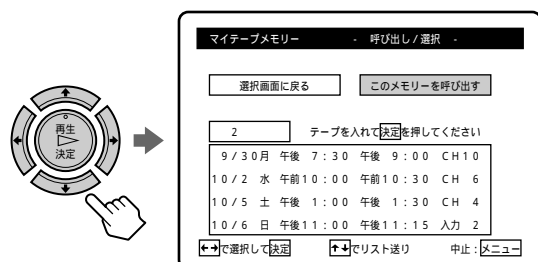 マイテープメモリー - 呼び出し/選択 -
選択画面に戻る このメモリーを呼び出す
再生
決定
2 テープを入れて決定を押してください
9/30月 午後 7:30 午後 9:00 CH10
10/2 水 午前10:00 午前10:30 CH 6
10/5 土 午後 1:00 午後 1:30 CH 4
10/6 日 午後11:00 午後11:15 入力 2
←→で選択して決定 ↑↓でリスト送り 中止:メニュー